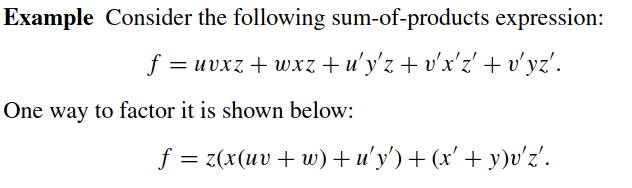 Example Consider the following sum-of-products expression:
f = uvxz + wxz + u′y′z + v′x′z′ + v′yz′.
One way to factor it is shown below:
f = z(x(uv + w) + u′y′) + (x′ + y)v′z′.